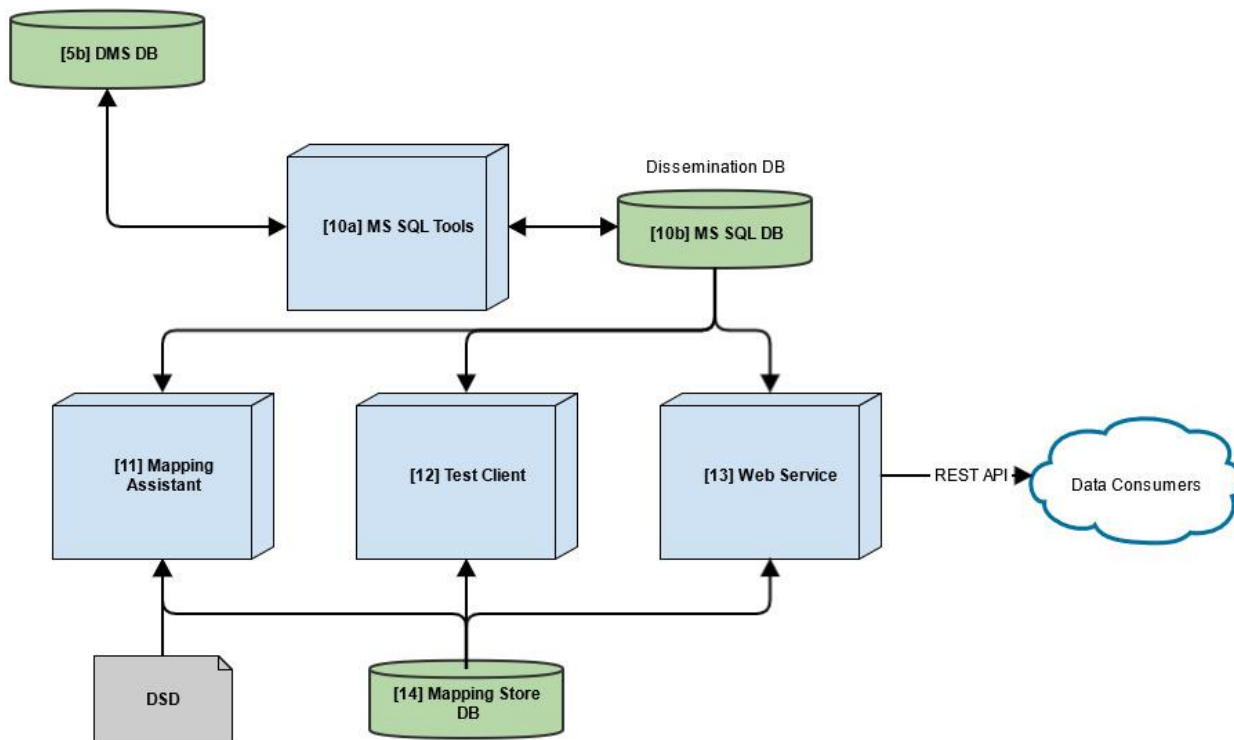 [5b] DMS DB
Dissemination DB
[10a] MS SQL Tools
[10b] MS SQL DB
[11] Mapping
Assistant
[12] Test Client
[13] Web Service
REST API
Data Consumers
DSD
[14] Mapping Store
DB